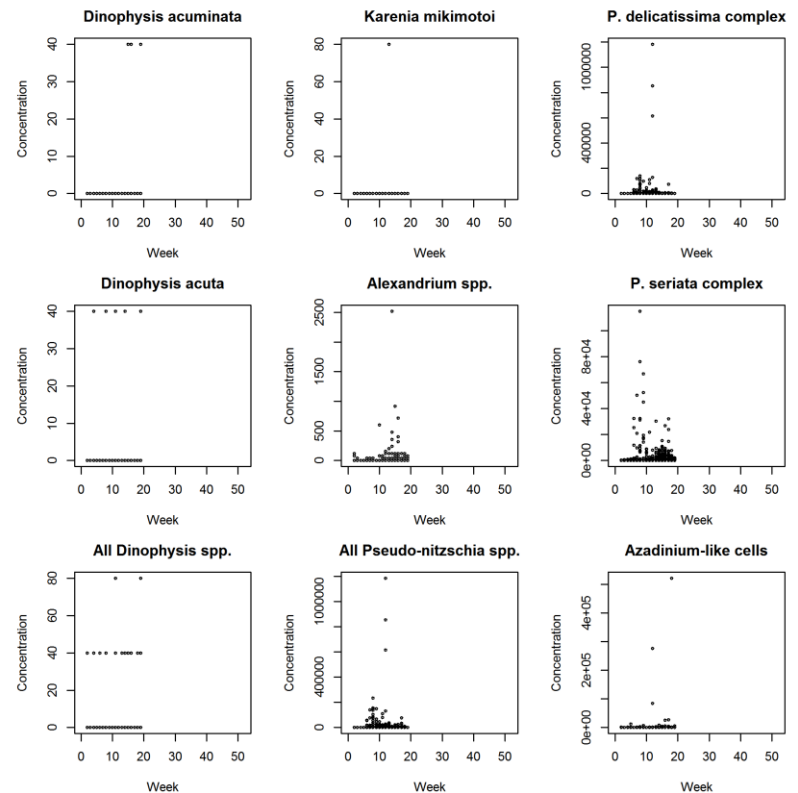 Dinophysis acuminata
Concentration
0 10 20 30 40
0 10 20 30 40 50
Week
Karenia mikimotoi
Concentration
0 20 40 60 80
0 10 20 30 40 50
Week
P. delicatissima complex
Concentration
0 400000 1000000
0 10 20 30 40 50
Week
Dinophysis acuta
Concentration
0 10 20 30 40
0 10 20 30 40 50
Week
Alexandrium spp.
Concentration
0 500 1500 2500
0 10 20 30 40 50
Week
P. seriata complex
Concentration
0e+00 4e+04 8e+04
0 10 20 30 40 50
Week
All Dinophysis spp.
Concentration
0 20 40 60 80
0 10 20 30 40 50
Week
All Pseudo-nitzschia spp.
Concentration
0 400000 1000000
0 10 20 30 40 50
Week
Azadinium-like cells
Concentration
0e+00 2e+05 4e+05
0 10 20 30 40 50
Week